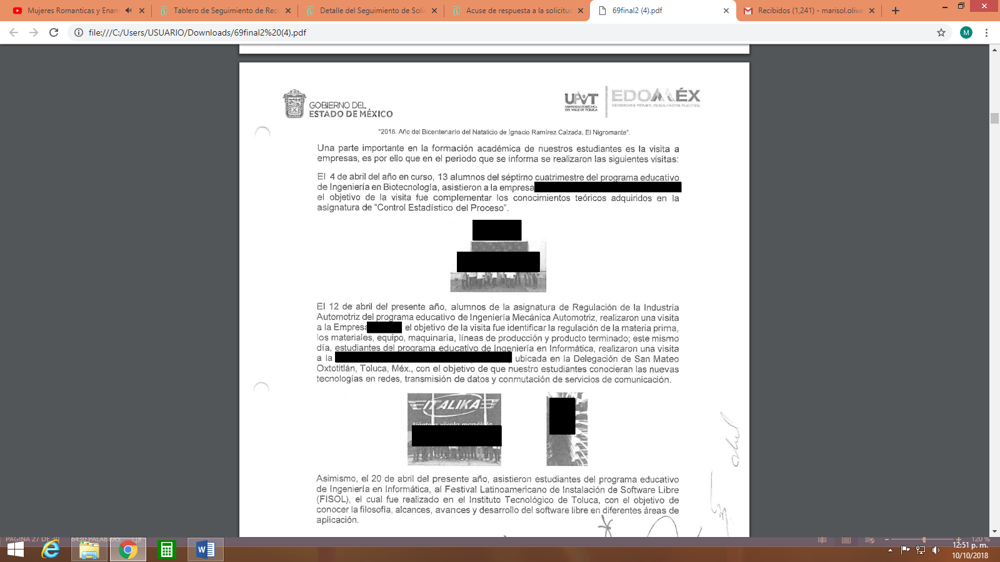 Mujeres Romanticas y Enam
Tablero de Seguimiento de Recu
Detalle del Seguimiento de Solic
Acuse de respuesta a la solicitud
69final2 (4).pdf
Recibidos (1,241) - marisol.oliva
file:///C:/Users/USUARIO/Downloads/69final2%20(4).pdf
M
GOBIERNO DEL
ESTADO DE MÉXICO
UPVT
UNIVERSIDAD POLITÉCNICA
DEL VALLE DE TOLUCA
EDOMÉX
DECISIONES FIRMES, RESULTADOS FUERTES.
"2018. Año del Bicentenario del Natalicio de Ignacio Ramírez Calzada, El Nigromante".
Una parte importante en la formación académica de nuestros estudiantes es la visita a
empresas, es por ello que en el periodo que se informa se realizaron las siguientes visitas:
El 4 de abril del año en curso, 13 alumnos del séptimo cuatrimestre del programa educativo
de Ingeniería en Biotecnología, asistieron a la empresa
el objetivo de la visita fue complementar los conocimientos teóricos adquiridos en la
asignatura de "Control Estadístico del Proceso".
El 12 de abril del presente año, alumnos de la asignatura de Regulación de la Industria
Automotriz del programa educativo de Ingeniería Mecánica Automotriz, realizaron una visita
a la Empresa el objetivo de la visita fue identificar la regulación de la materia prima,
los materiales, equipo, maquinaria, líneas de producción y producto terminado; este mismo
día, estudiantes del programa educativo de Ingeniería en Informática, realizaron una visita
a la ubicada en la Delegación de San Mateo
Oxtotitlán, Toluca, Méx., con el objetivo de que nuestro estudiantes conocieran las nuevas
tecnologías en redes, transmisión de datos y conmutación de servicios de comunicación.
ITALIKA
Asimismo, el 20 de abril del presente año, asistieron estudiantes del programa educativo
de Ingeniería en Informática, al Festival Latinoamericano de Instalación de Software Libre
(FISOL), el cual fue realizado en el Instituto Tecnológico de Toluca, con el objetivo de
conocer la filosofía, alcances, avances y desarrollo del software libre en diferentes áreas de
aplicación.
PÁGINA 27 DE 30 6430 PALABRAS
120 %
12:51 p. m.
10/10/2018